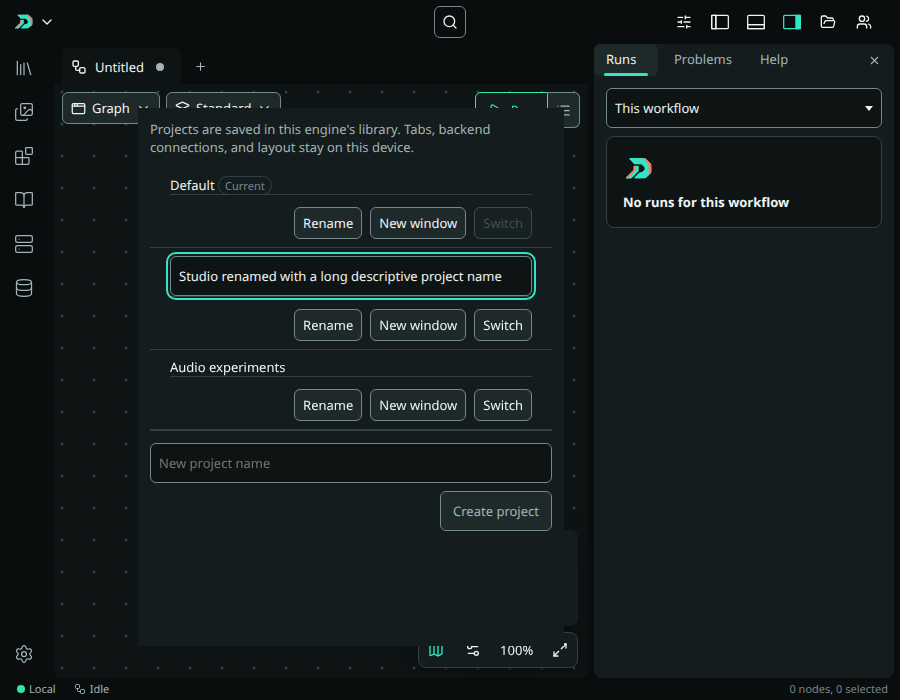 Untitled
Graph
Standard
Projects are saved in this engine's library. Tabs, backend
connections, and layout stay on this device.
Default Current
Rename New window Switch
Studio renamed with a long descriptive project name
Rename New window Switch
Audio experiments
Rename New window Switch
New project name
Create project
100%
Runs Problems Help
This workflow
No runs for this workflow
Local Idle
0 nodes, 0 selected